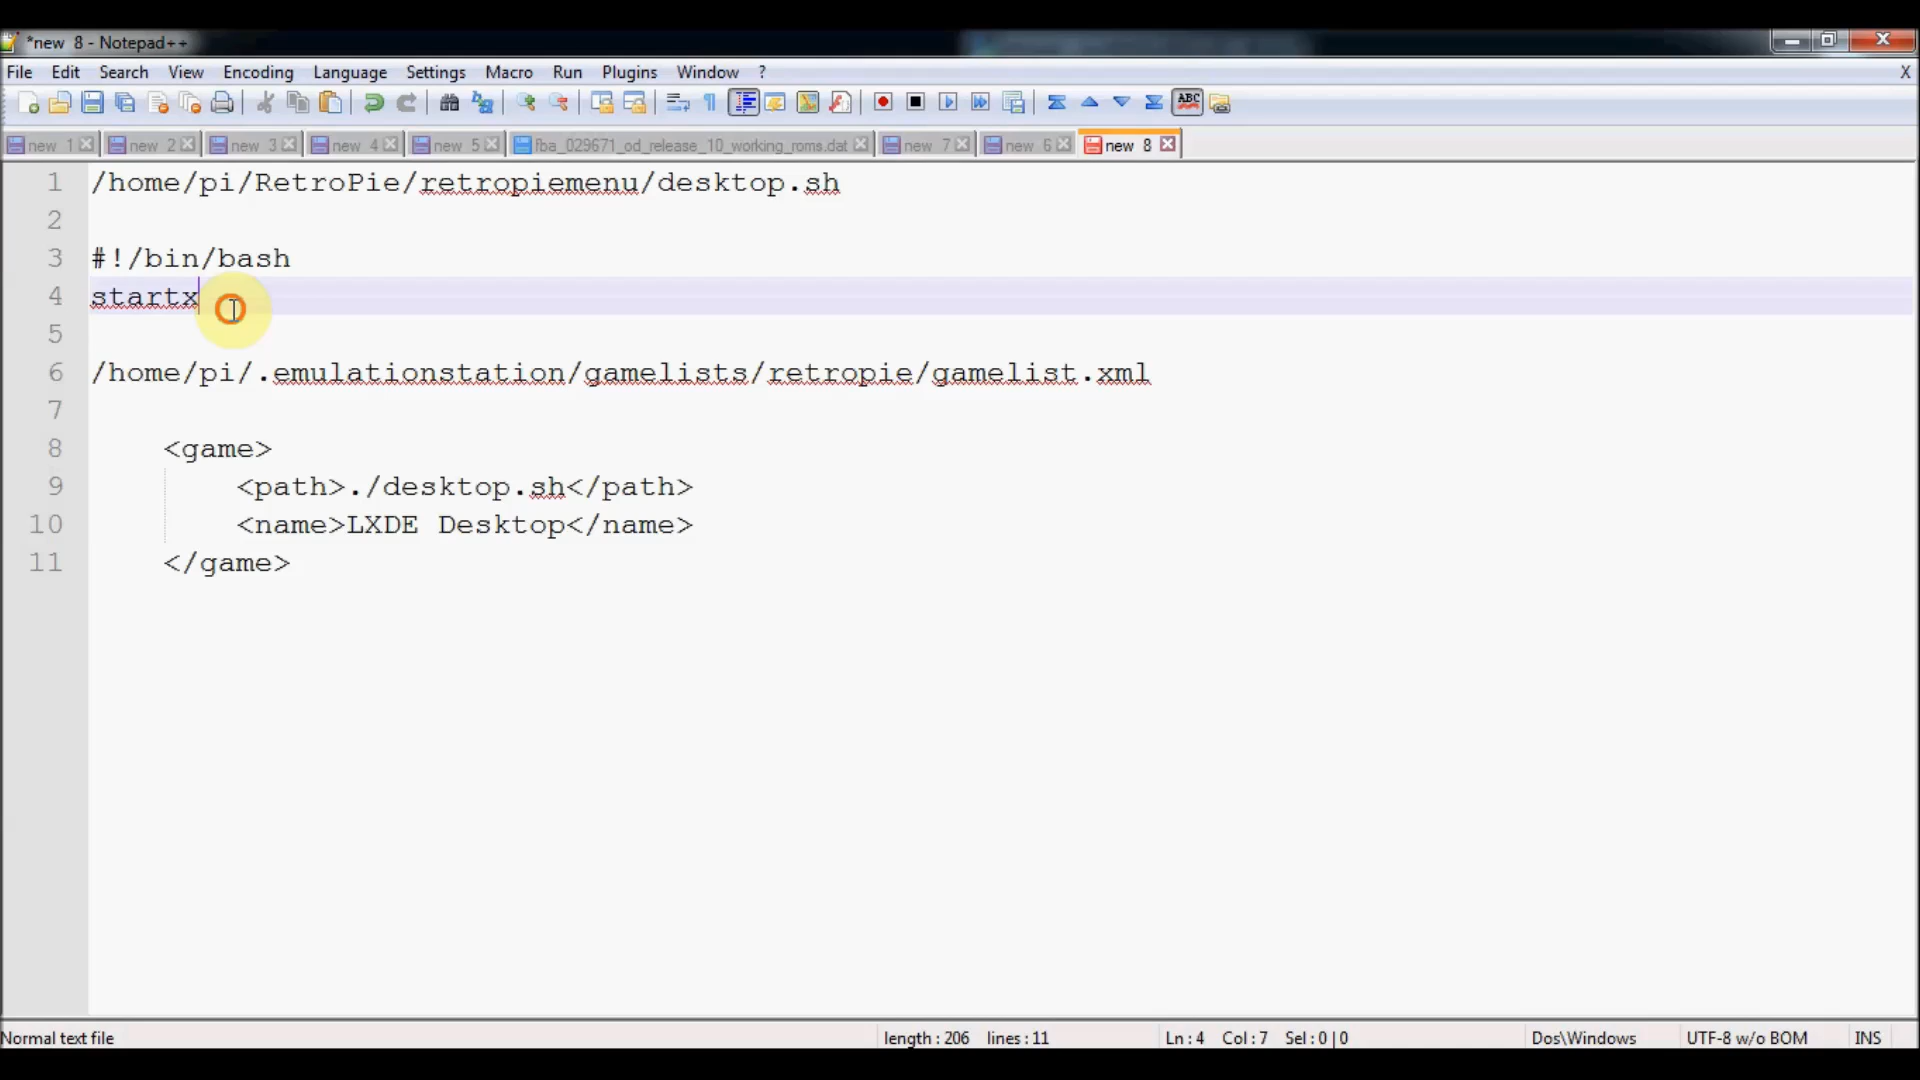 *new 8 - Notepad++
File Edit Search View Encoding Language Settings Macro Run Plugins Window ? X
new 1 new 2 new 3 new 4 new 5 fba_029671_od_release_10_working_roms.dat new 7 new 6 new 8
1 /home/pi/RetroPie/retropiemenu/desktop.sh
2
3 #!/bin/bash
4 startx
5
6 /home/pi/.emulationstation/gamelists/retropie/gamelist.xml
7
8 <game>
9 <path>./desktop.sh</path>
10 <name>LXDE Desktop</name>
11 </game>
Normal text file length : 206 lines : 11 Ln : 4 Col : 7 Sel : 0 | 0 Dos\Windows UTF-8 w/o BOM INS